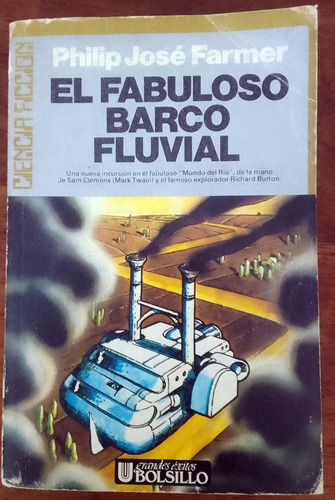 CIENCIA FICCION
Philip José Farmer
EL FABULOSO
BARCO
FLUVIAL
Una nueva incursión en el fabuloso "Mundo del Río", de la mano
de Sam Clemens (Mark Twain) y el famoso explorador Richard Burton.
U grandes éxitos
BOLSILLO